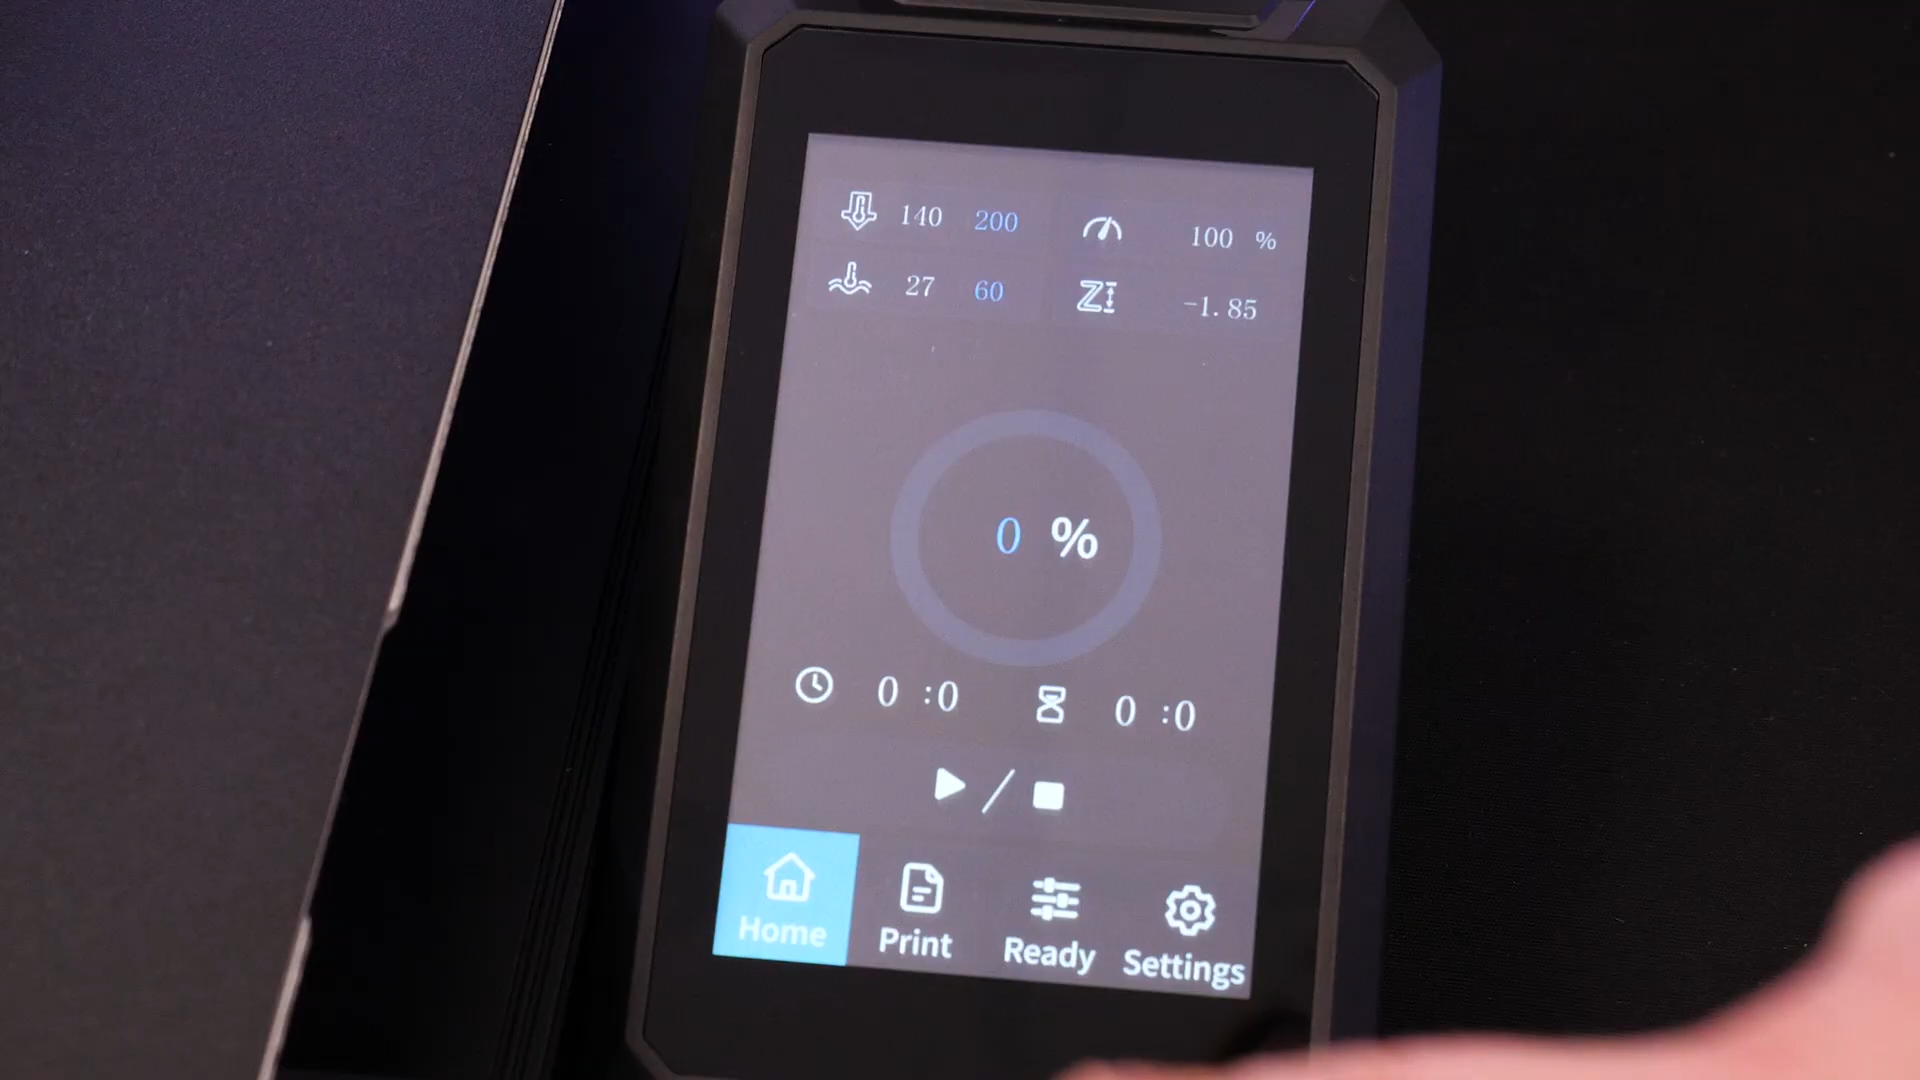 140 200 100 %
27 60 Z -1.85
0 %
0 :0 0 :0
Home Print Ready Settings